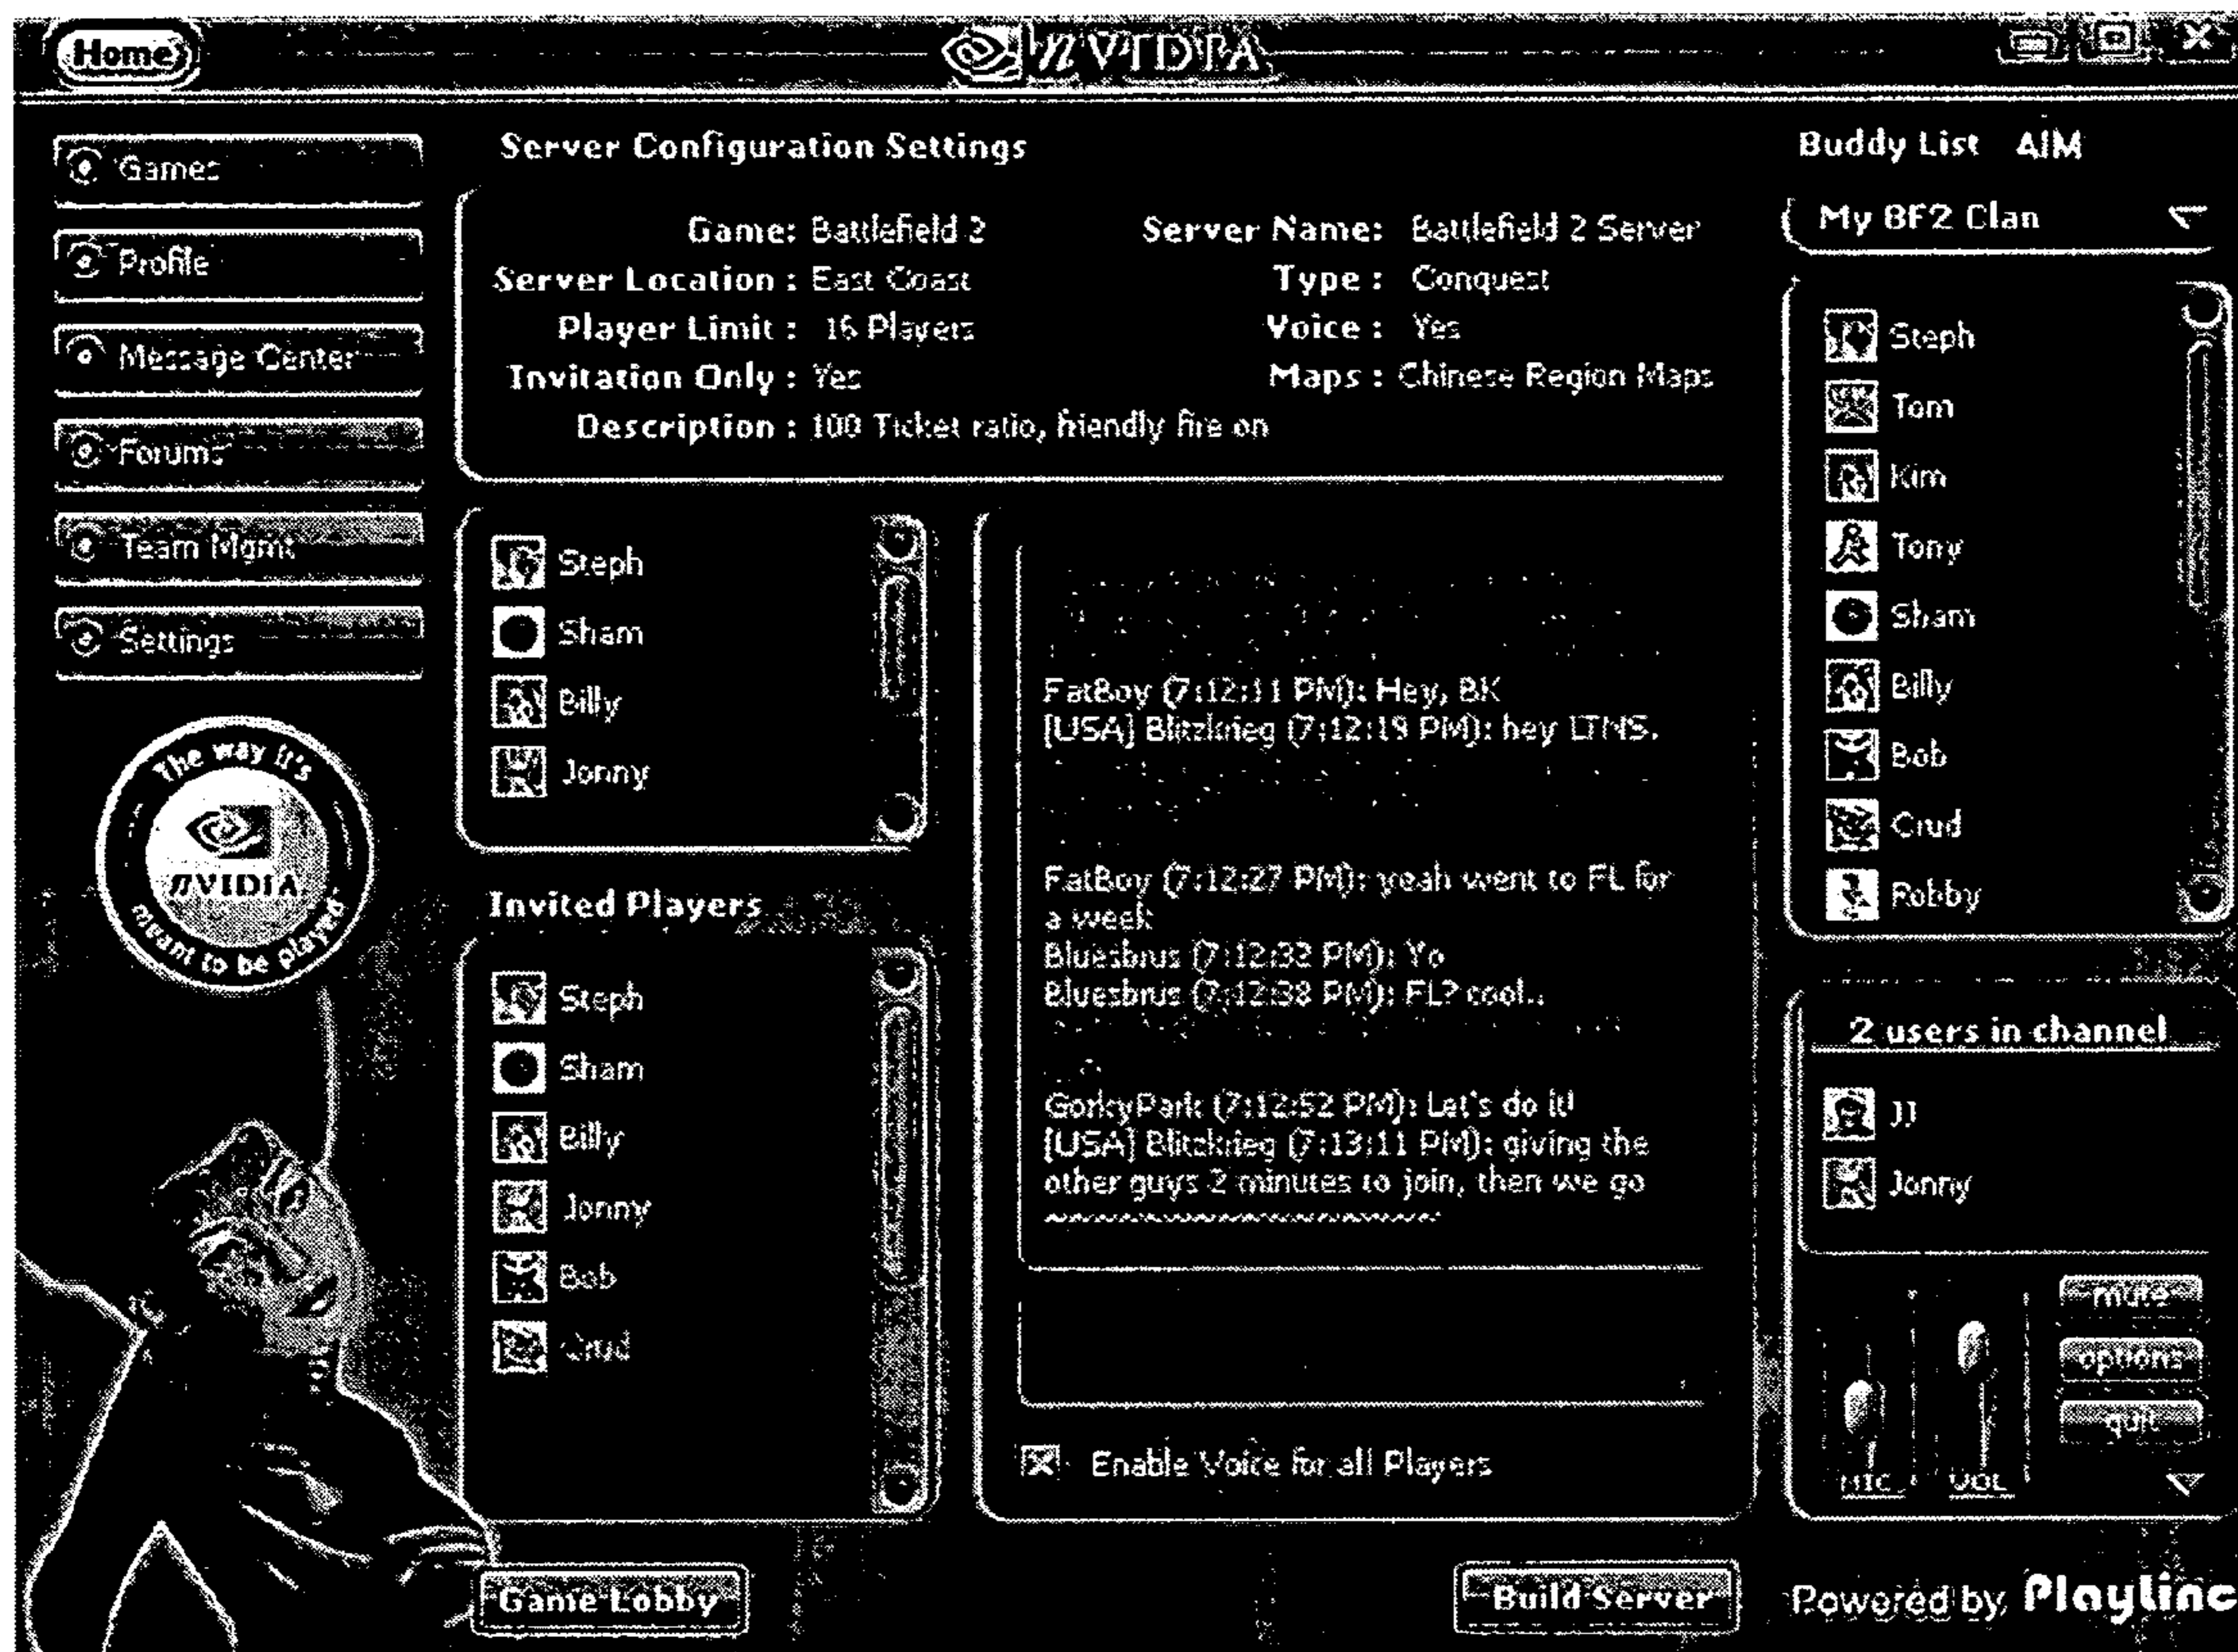 Home
nVIDIA
Games
Profile
Message Center
Forums
Team Mgmt
Settings
The way it's
nVIDIA
meant to be played.
Server Configuration Settings
Game: Battlefield 2
Server Name: Battlefield 2 Server
Server Location : East Coast
Type : Conquest
Player Limit : 16 Players
Voice : Yes
Invitation Only : Yes
Maps : Chinese Region Maps
Description : 100 Ticket ratio, friendly fire on
Steph
Sham
Billy
Jonny
Invited Players
Steph
Sham
Billy
Jonny
Bob
Crud
FatBoy (7:12:11 PM): Hey, BK
[USA] Blitzkrieg (7:12:19 PM): hey LTNS.
FatBoy (7:12:27 PM): yeah went to FL for
a week
Bluesbrus (7:12:32 PM): Yo
Bluesbrus (7:12:38 PM): FL? cool..
GorkyPark (7:12:52 PM): Let's do it!
[USA] Blitzkrieg (7:13:11 PM): giving the
other guys 2 minutes to join, then we go
Enable Voice for all Players
Buddy List AIM
My BF2 Clan
Steph
Tom
Kim
Tony
Sham
Billy
Bob
Crud
Robby
2 users in channel
JJ
Jonny
mute
options
quit
MIC
VOL
Game Lobby
Build Server
Powered by Playlinc